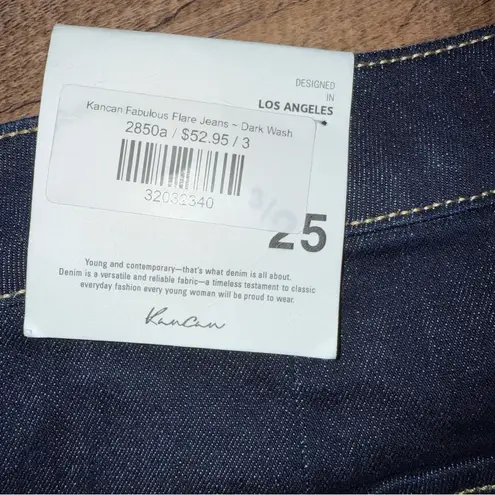 DESIGNED
IN
LOS ANGELES
Kancan Fabulous Flare Jeans ~ Dark Wash
2850a / $52.95 / 3
32032340
3/
25
Young and contemporary—that's what denim is all about.
Denim is a versatile and reliable fabric—a timeless testament to classic
everyday fashion every young woman will be proud to wear.
KanCan